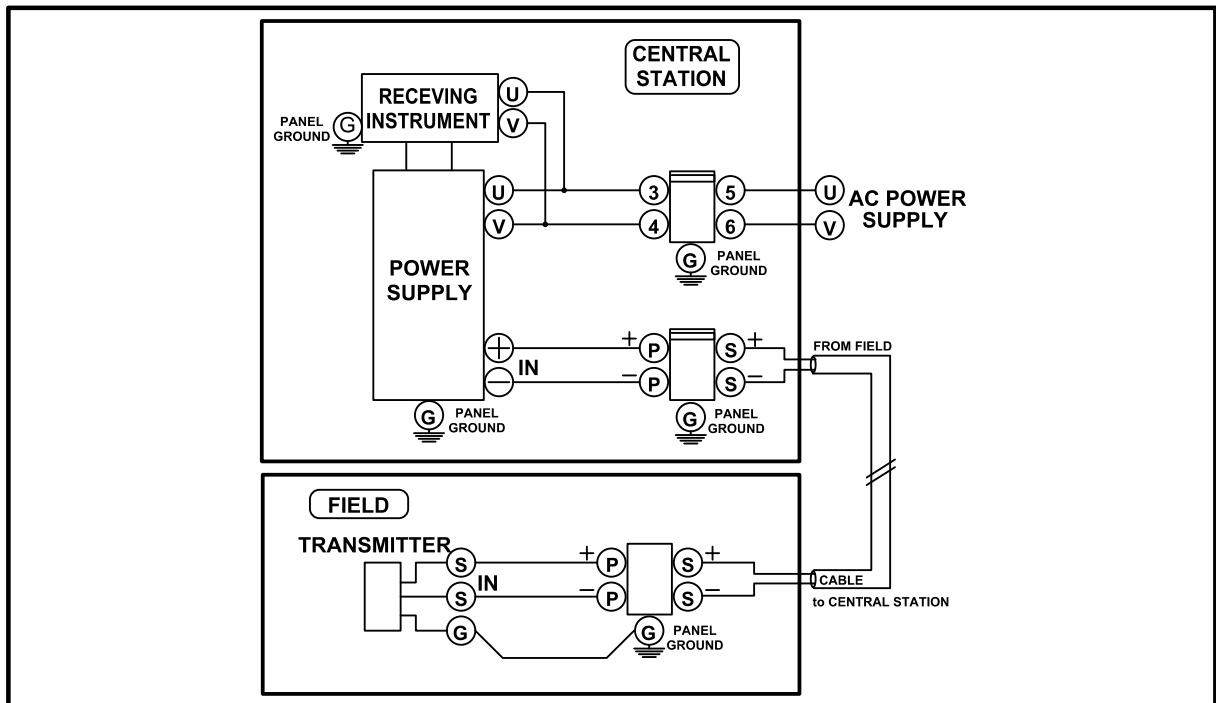 CENTRAL
STATION
RECEVING
INSTRUMENT
U
V
PANEL
GROUND
G
U
V
3
4
5
6
U
V
AC POWER
SUPPLY
G
PANEL
GROUND
POWER
SUPPLY
+
−
IN
+
P
−
P
S
+
S
−
FROM FIELD
G
PANEL
GROUND
G
PANEL
GROUND
FIELD
TRANSMITTER
S
S
IN
G
+
P
−
P
S
+
S
−
CABLE
to CENTRAL STATION
G
PANEL
GROUND